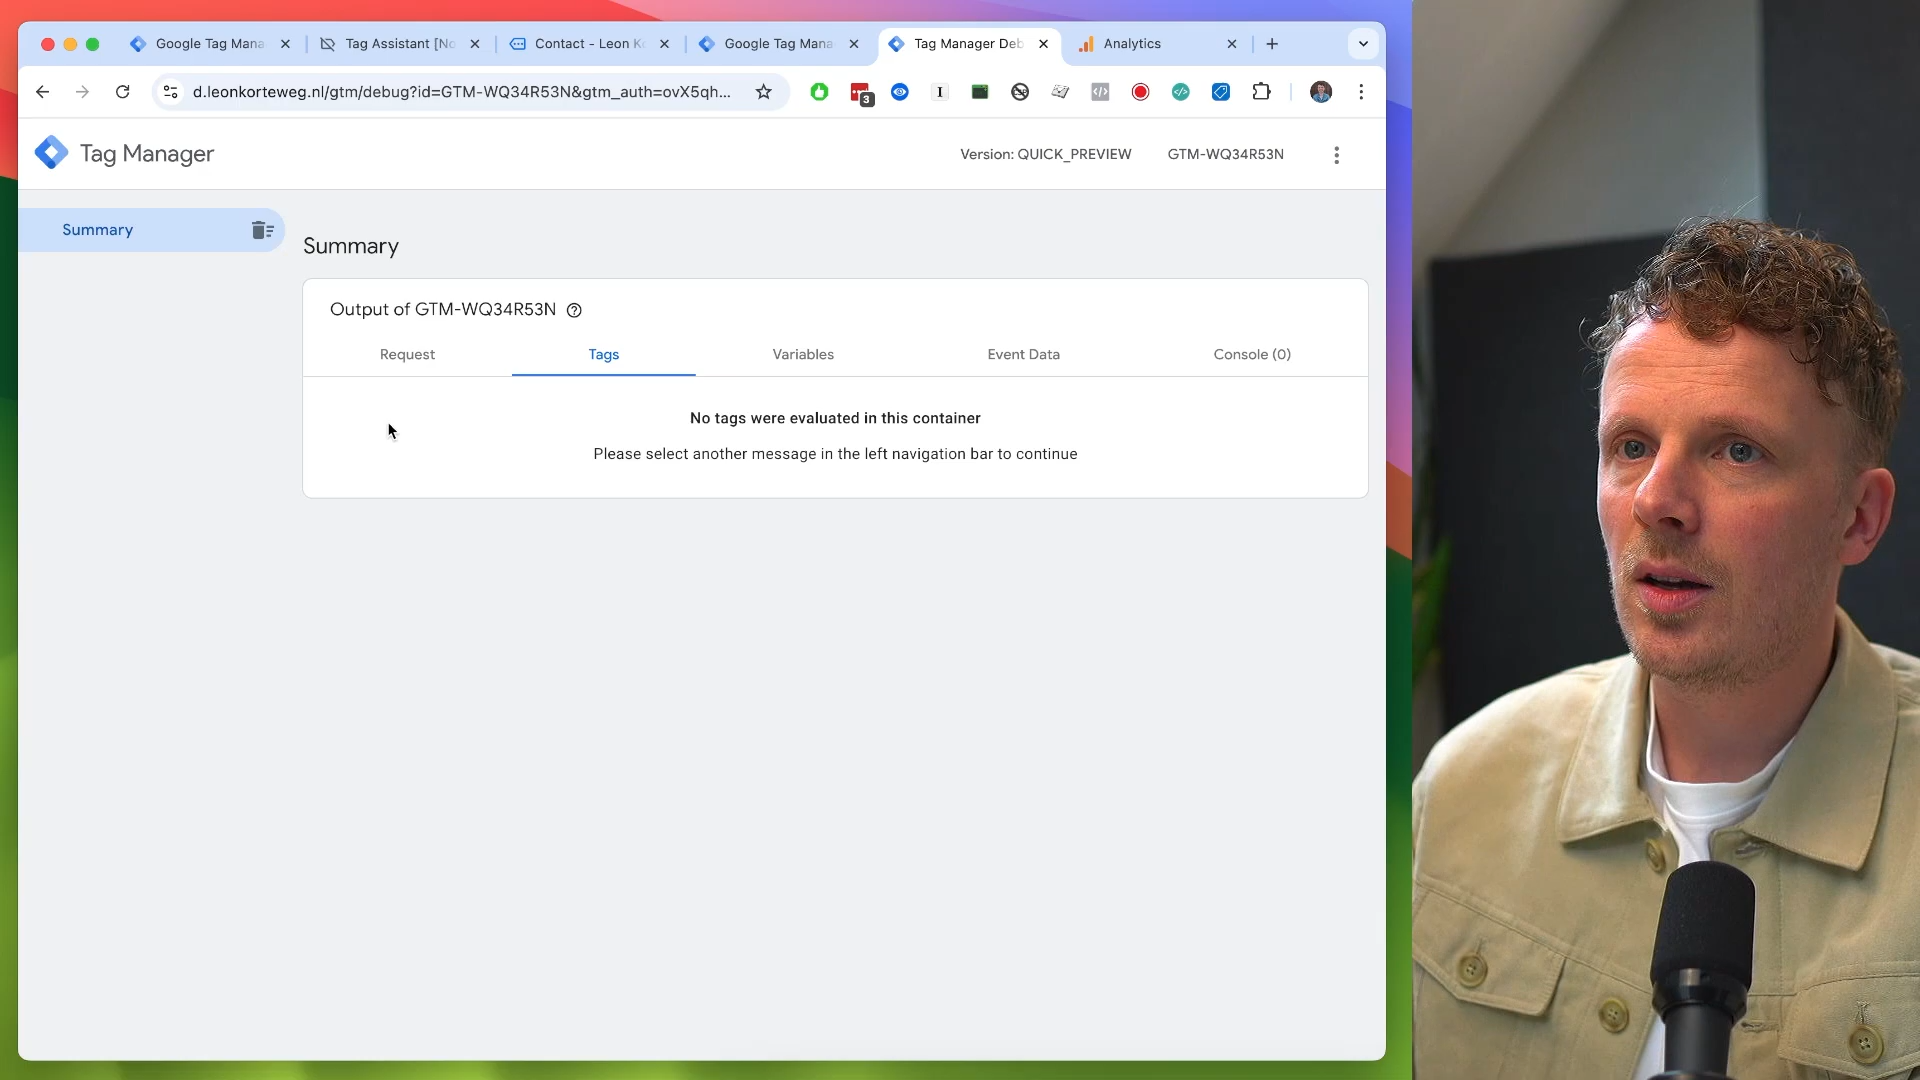 Google Tag Mana
Tag Assistant [No
Contact - Leon Ko
Google Tag Mana
Tag Manager Deb
Analytics
d.leonkorteweg.nl/gtm/debug?id=GTM-WQ34R53N&gtm_auth=ovX5qh...
3
Tag Manager
Version: QUICK_PREVIEW
GTM-WQ34R53N
Summary
Summary
Output of GTM-WQ34R53N
Request
Tags
Variables
Event Data
Console (0)
No tags were evaluated in this container
Please select another message in the left navigation bar to continue